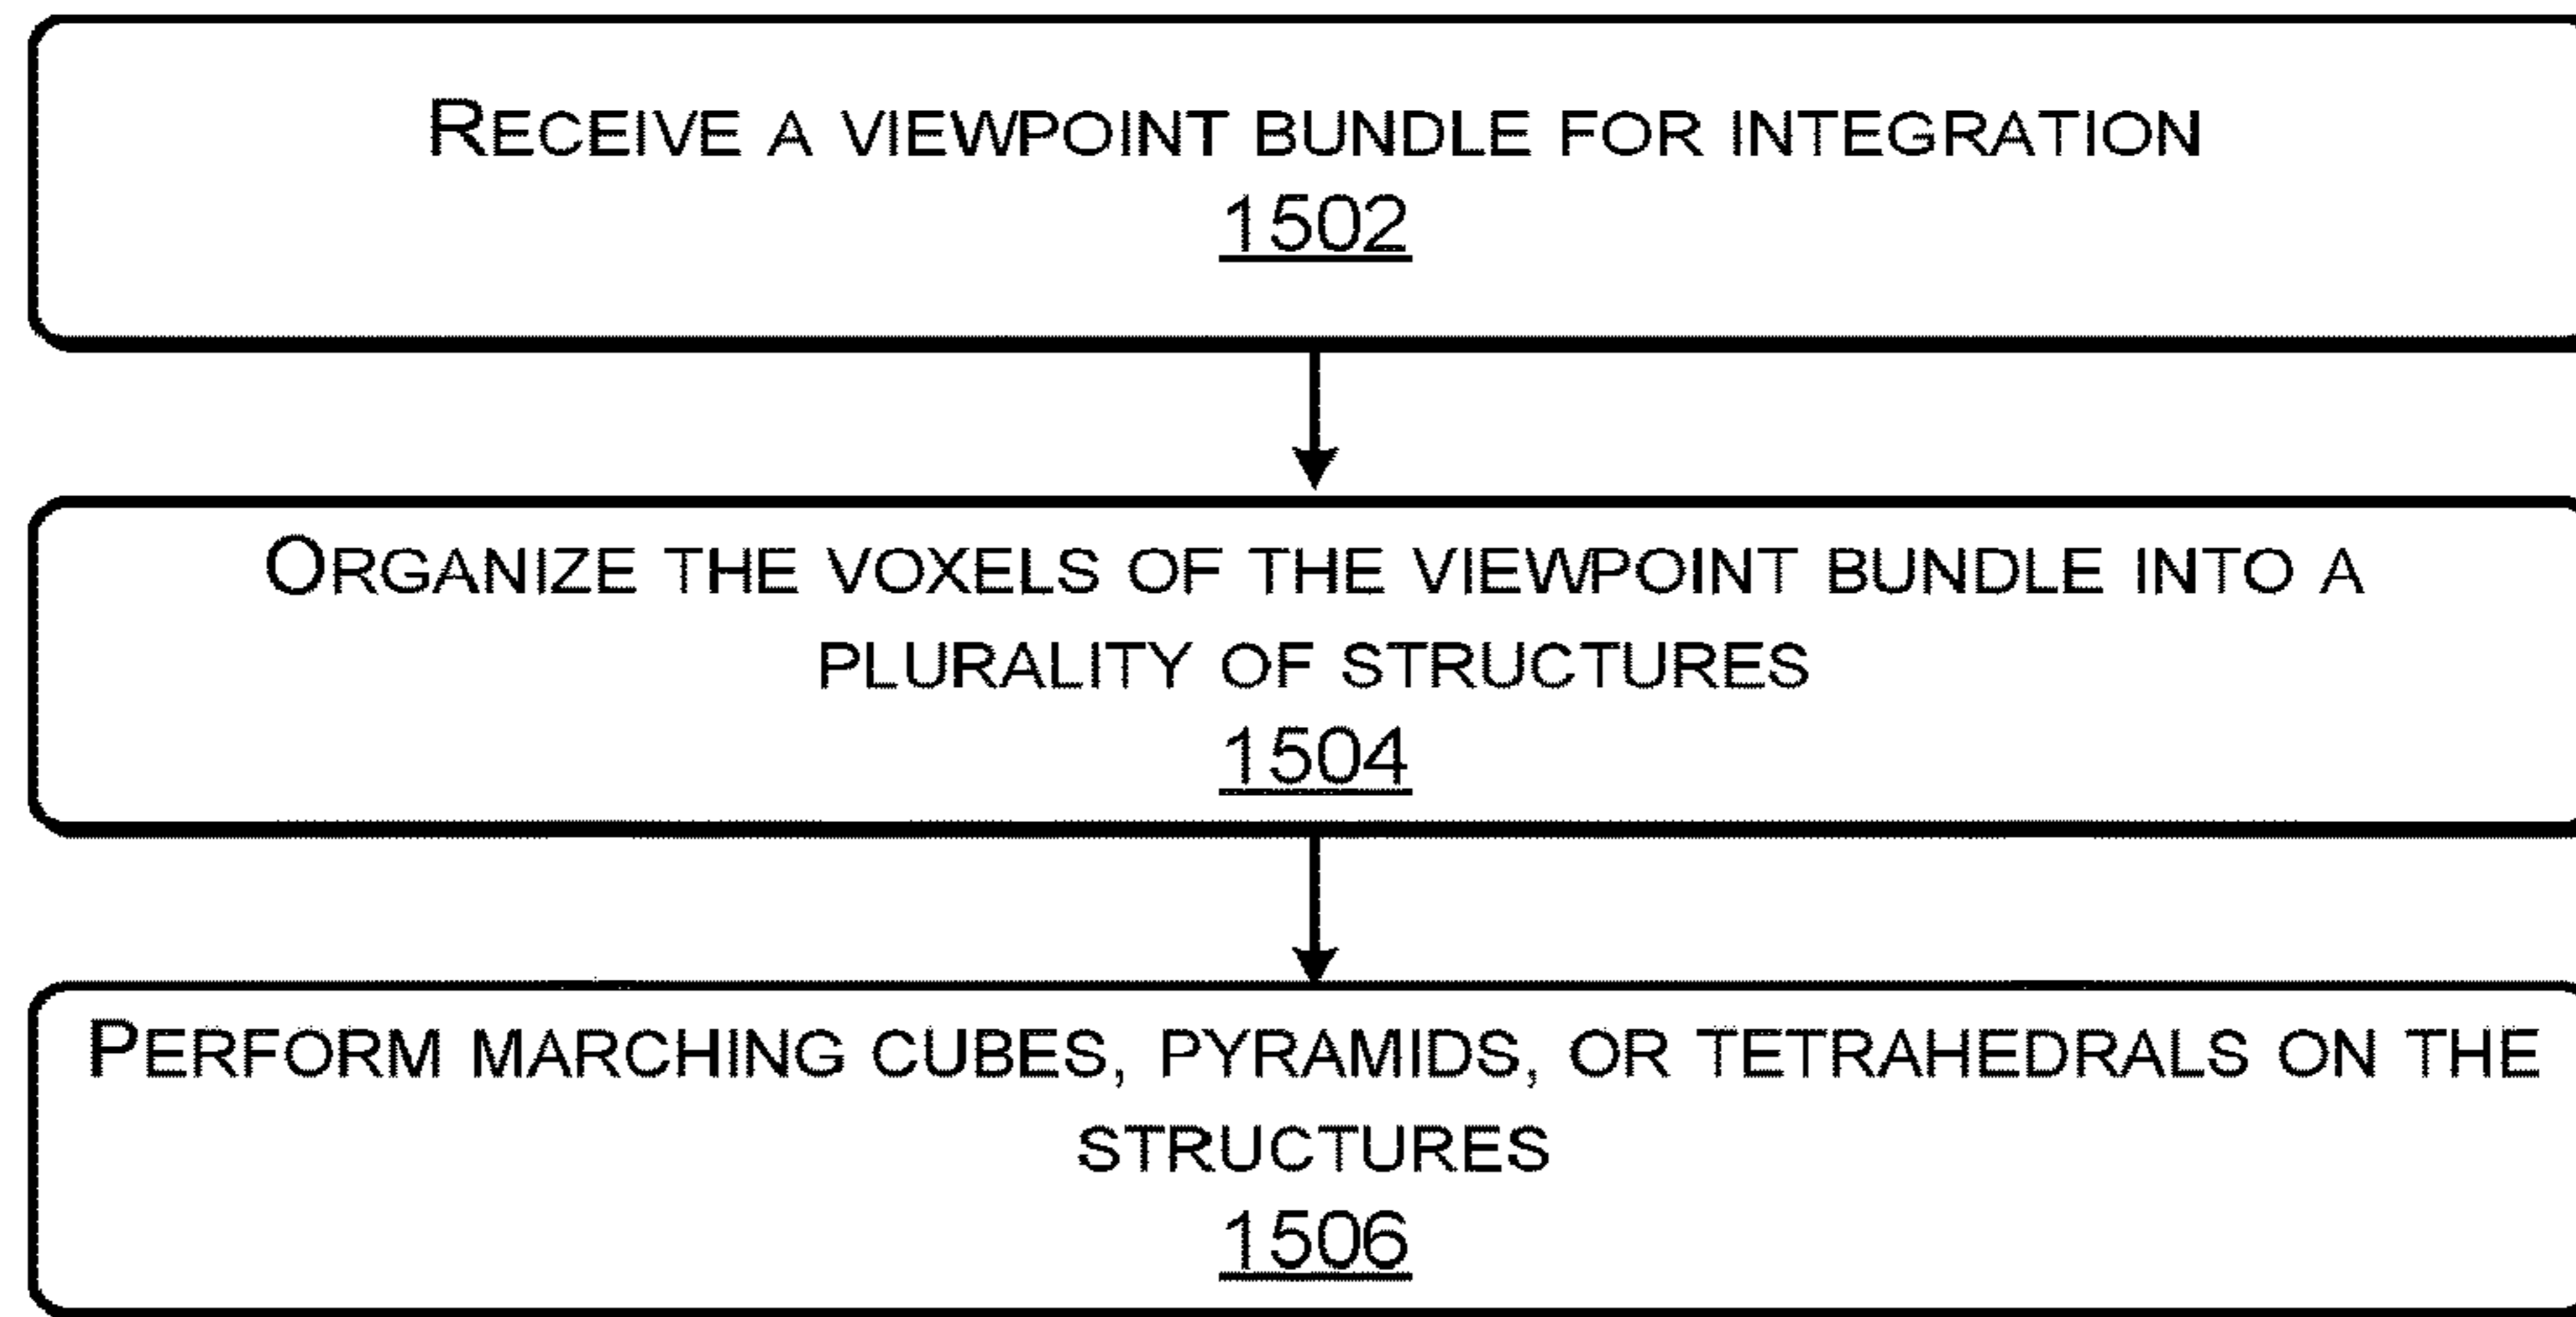 RECEIVE A VIEWPOINT BUNDLE FOR INTEGRATION
1502
ORGANIZE THE VOXELS OF THE VIEWPOINT BUNDLE INTO A
PLURALITY OF STRUCTURES
1504
PERFORM MARCHING CUBES, PYRAMIDS, OR TETRAHEDRALS ON THE
STRUCTURES
1506